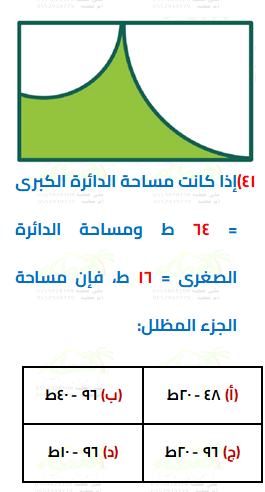 ٤١)إذا كانت مساحة الدائرة الكبرى
= ٦٤ ط ومساحة الدائرة
الصغرى = ١٦ ط، فإن مساحة
الجزء المظلل:
(أ) ٤٨ - ٢٠ط
(ب) ٩٦ - ٤٠ط
(ج) ٩٦ - ٢٠ط
(د) ٩٦ - ١٠ط